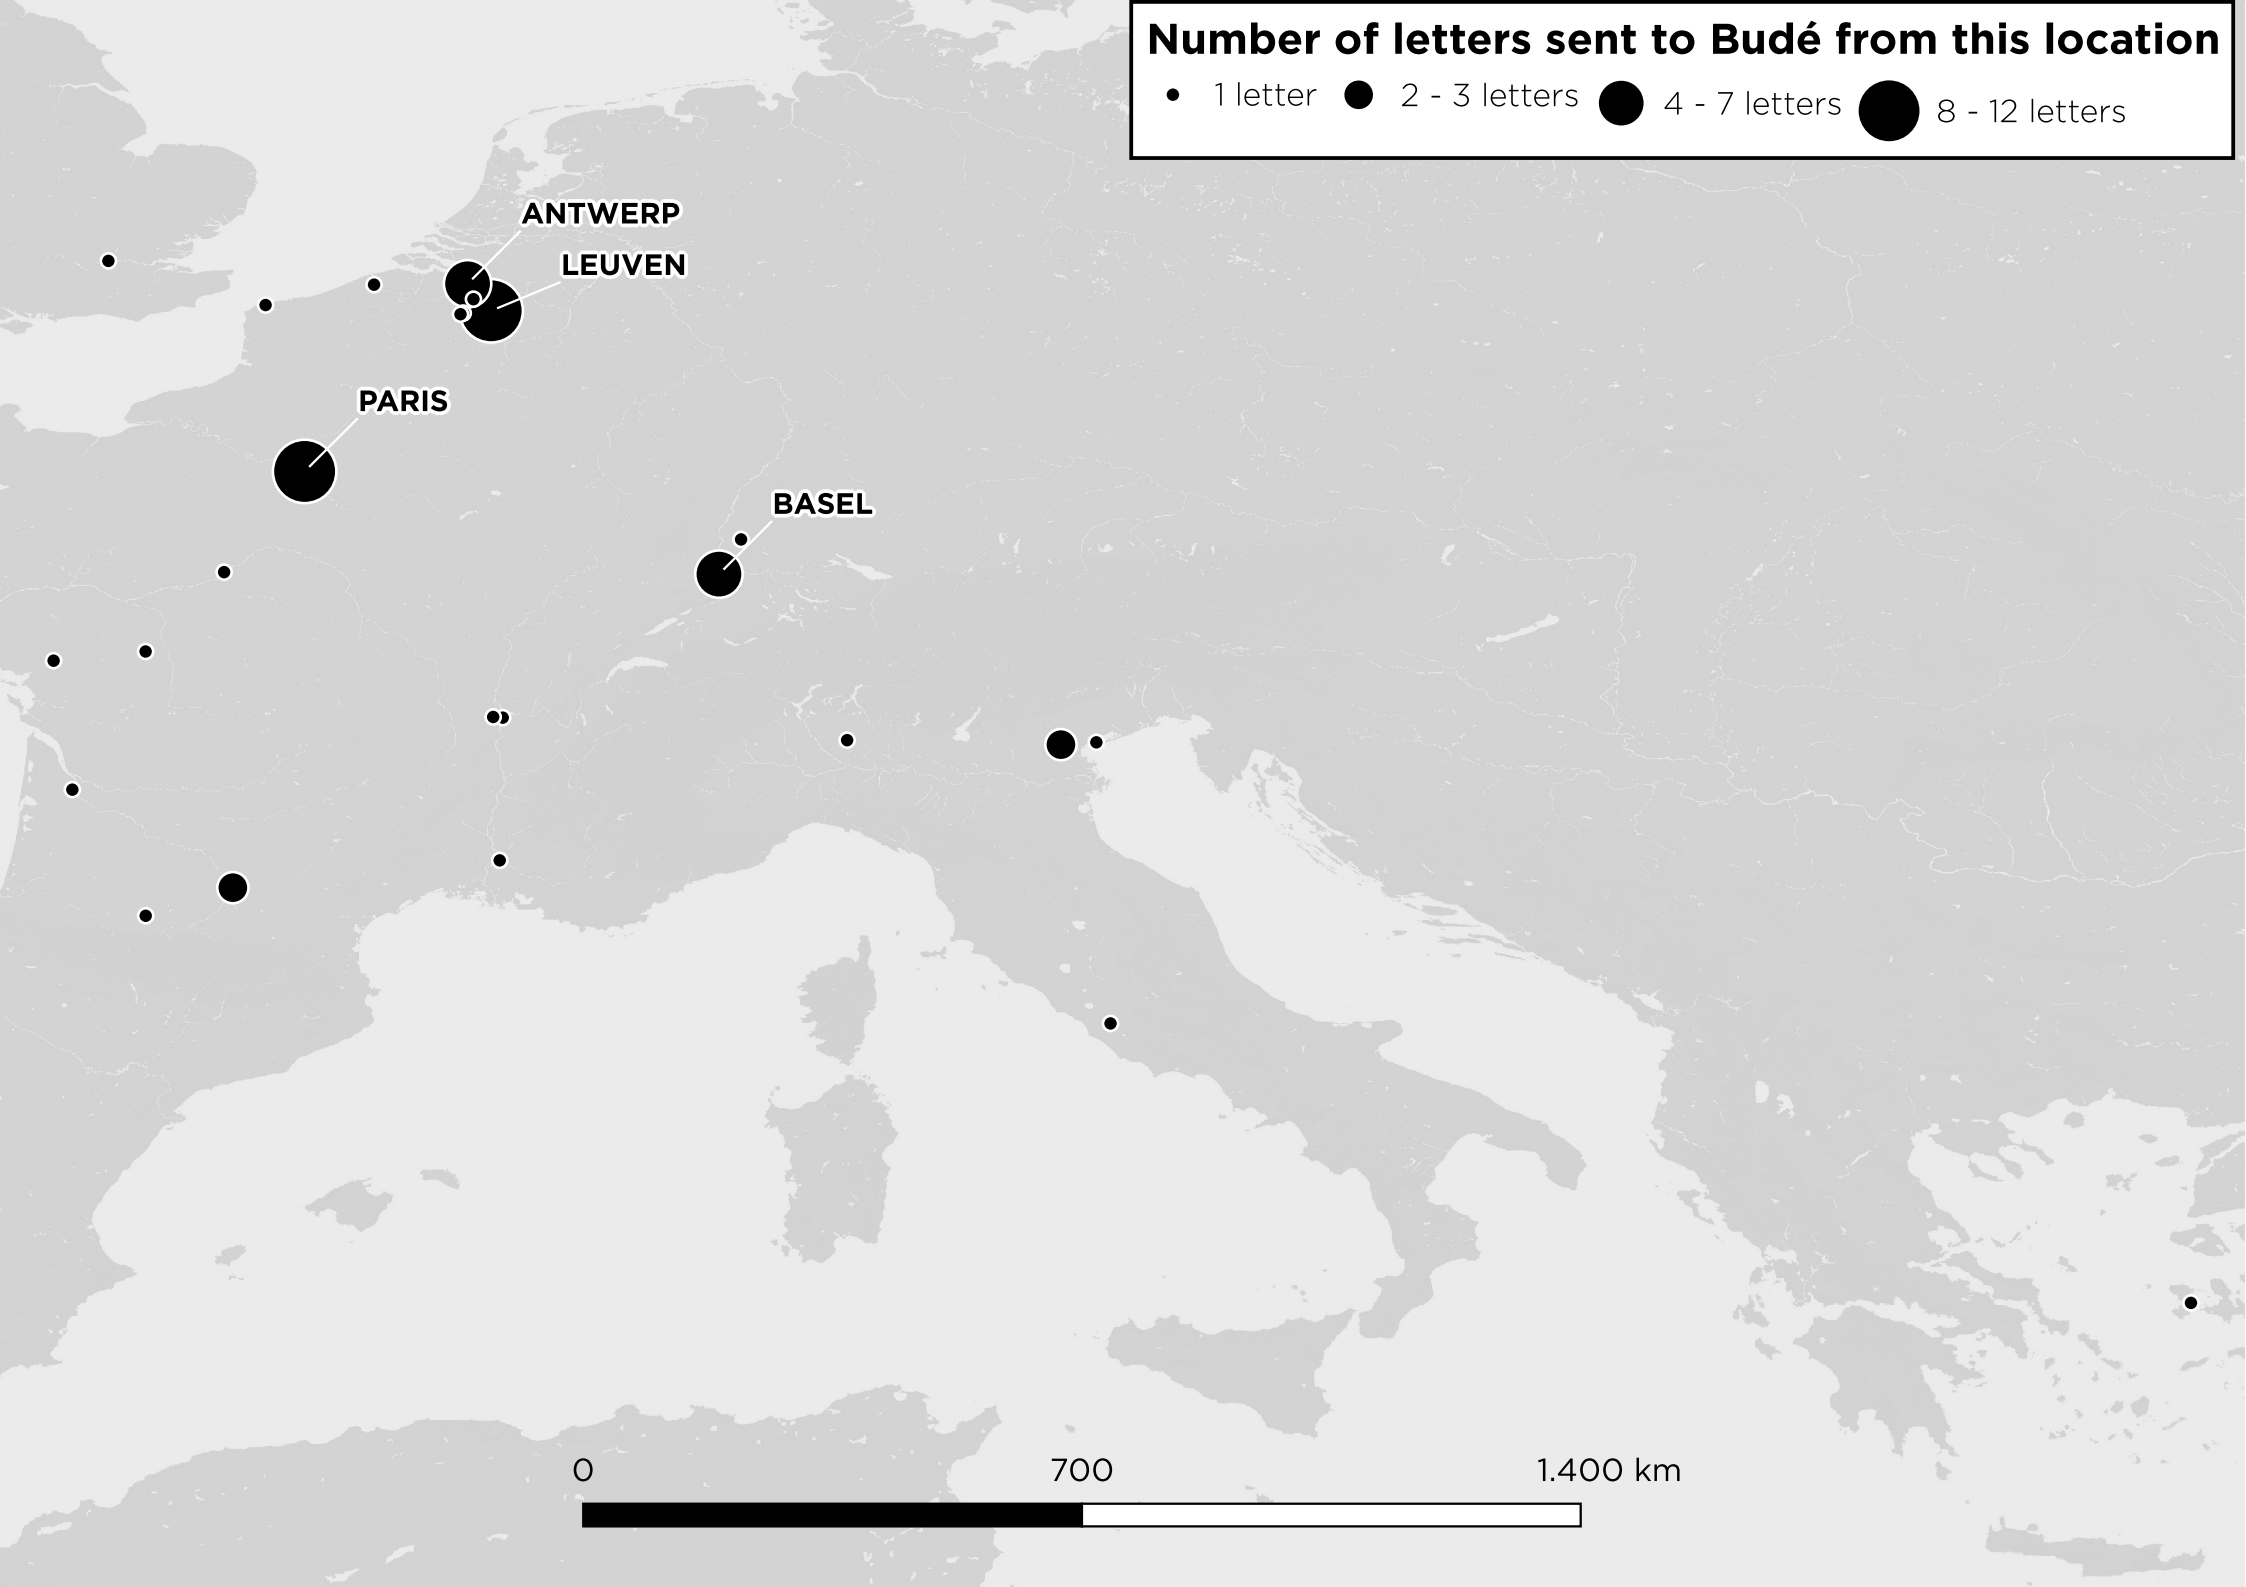 Number of letters sent to Budé from this location
1 letter 2 - 3 letters 4 - 7 letters 8 - 12 letters
ANTWERP
LEUVEN
PARIS
BASEL
0 700 1.400 km